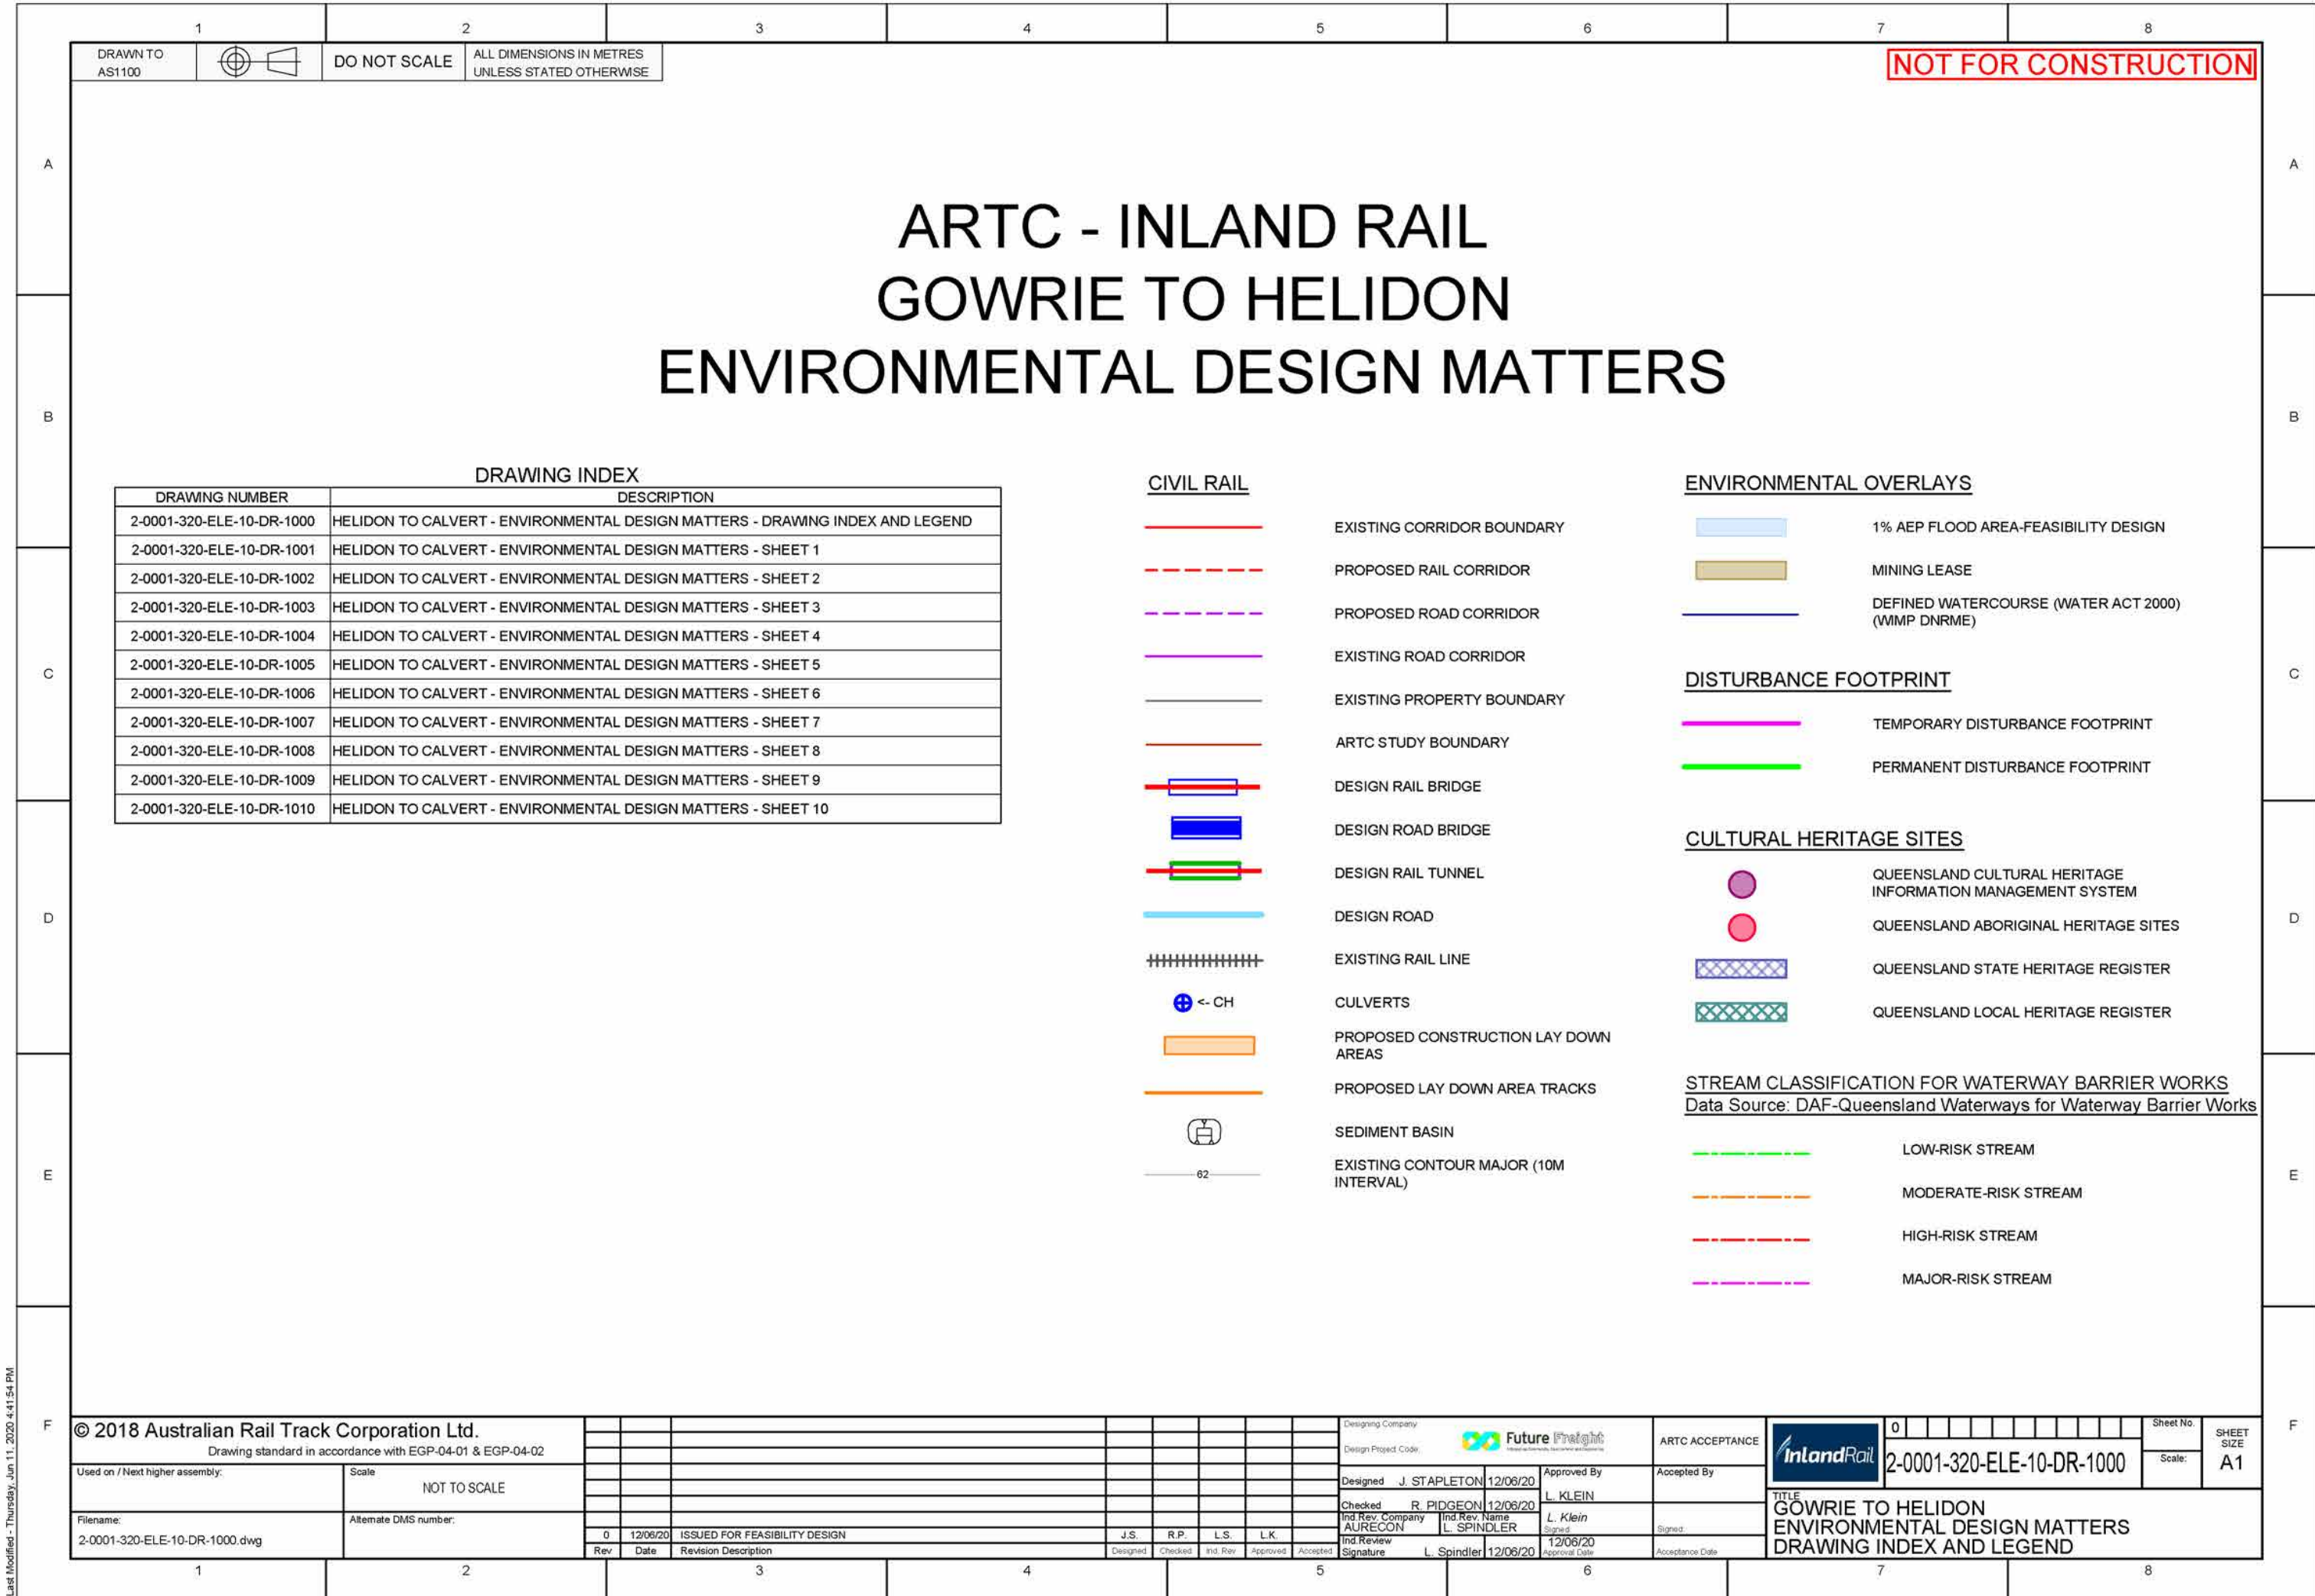 1 2 3 4 5 6 7 8
DRAWN TO
AS1100
DO NOT SCALE
ALL DIMENSIONS IN METRES
UNLESS STATED OTHERWISE
NOT FOR CONSTRUCTION
A A
ARTC - INLAND RAIL
GOWRIE TO HELIDON
ENVIRONMENTAL DESIGN MATTERS
B B
DRAWING INDEX
DRAWING NUMBER DESCRIPTION
2-0001-320-ELE-10-DR-1000 HELIDON TO CALVERT - ENVIRONMENTAL DESIGN MATTERS - DRAWING INDEX AND LEGEND
2-0001-320-ELE-10-DR-1001 HELIDON TO CALVERT - ENVIRONMENTAL DESIGN MATTERS - SHEET 1
2-0001-320-ELE-10-DR-1002 HELIDON TO CALVERT - ENVIRONMENTAL DESIGN MATTERS - SHEET 2
2-0001-320-ELE-10-DR-1003 HELIDON TO CALVERT - ENVIRONMENTAL DESIGN MATTERS - SHEET 3
2-0001-320-ELE-10-DR-1004 HELIDON TO CALVERT - ENVIRONMENTAL DESIGN MATTERS - SHEET 4
2-0001-320-ELE-10-DR-1005 HELIDON TO CALVERT - ENVIRONMENTAL DESIGN MATTERS - SHEET 5
2-0001-320-ELE-10-DR-1006 HELIDON TO CALVERT - ENVIRONMENTAL DESIGN MATTERS - SHEET 6
2-0001-320-ELE-10-DR-1007 HELIDON TO CALVERT - ENVIRONMENTAL DESIGN MATTERS - SHEET 7
2-0001-320-ELE-10-DR-1008 HELIDON TO CALVERT - ENVIRONMENTAL DESIGN MATTERS - SHEET 8
2-0001-320-ELE-10-DR-1009 HELIDON TO CALVERT - ENVIRONMENTAL DESIGN MATTERS - SHEET 9
2-0001-320-ELE-10-DR-1010 HELIDON TO CALVERT - ENVIRONMENTAL DESIGN MATTERS - SHEET 10
CIVIL RAIL
EXISTING CORRIDOR BOUNDARY
PROPOSED RAIL CORRIDOR
PROPOSED ROAD CORRIDOR
EXISTING ROAD CORRIDOR
EXISTING PROPERTY BOUNDARY
ARTC STUDY BOUNDARY
DESIGN RAIL BRIDGE
DESIGN ROAD BRIDGE
DESIGN RAIL TUNNEL
DESIGN ROAD
EXISTING RAIL LINE
<- CH CULVERTS
PROPOSED CONSTRUCTION LAY DOWN
AREAS
PROPOSED LAY DOWN AREA TRACKS
SEDIMENT BASIN
62 EXISTING CONTOUR MAJOR (10M
INTERVAL)
ENVIRONMENTAL OVERLAYS
1% AEP FLOOD AREA-FEASIBILITY DESIGN
MINING LEASE
DEFINED WATERCOURSE (WATER ACT 2000)
(WMP DNRME)
DISTURBANCE FOOTPRINT
TEMPORARY DISTURBANCE FOOTPRINT
PERMANENT DISTURBANCE FOOTPRINT
CULTURAL HERITAGE SITES
QUEENSLAND CULTURAL HERITAGE
INFORMATION MANAGEMENT SYSTEM
QUEENSLAND ABORIGINAL HERITAGE SITES
QUEENSLAND STATE HERITAGE REGISTER
QUEENSLAND LOCAL HERITAGE REGISTER
STREAM CLASSIFICATION FOR WATERWAY BARRIER WORKS
Data Source: DAF-Queensland Waterways for Waterway Barrier Works
LOW-RISK STREAM
MODERATE-RISK STREAM
HIGH-RISK STREAM
MAJOR-RISK STREAM
C C
D D
E E
F F
Last Modified - Thursday, Jun 11, 2020 4:41:54 PM
© 2018 Australian Rail Track Corporation Ltd.
Drawing standard in accordance with EGP-04-01 & EGP-04-02
Used on / Next higher assembly:
Scale
NOT TO SCALE
Filename:
2-0001-320-ELE-10-DR-1000.dwg
Alternate DMS number:
0 12/06/20 ISSUED FOR FEASIBILITY DESIGN J.S. R.P. L.S. L.K.
Rev Date Revision Description Designed Checked Ind. Rev Approved Accepted
Designing Company
Design Project Code:
Future Freight
Designed J. STAPLETON 12/06/20
Checked R. PIDGEON 12/06/20
Ind.Rev. Company Ind.Rev. Name
AURECON L. SPINDLER
Ind.Review
Signature L. Spindler 12/06/20
Approved By
L. KLEIN
L. Klein
Signed
12/06/20
Approval Date
ARTC ACCEPTANCE
Accepted By
Signed
Acceptance Date
InlandRail
0
2-0001-320-ELE-10-DR-1000
Sheet No.
Scale:
SHEET
SIZE
A1
TITLE
GOWRIE TO HELIDON
ENVIRONMENTAL DESIGN MATTERS
DRAWING INDEX AND LEGEND
1 2 3 4 5 6 7 8